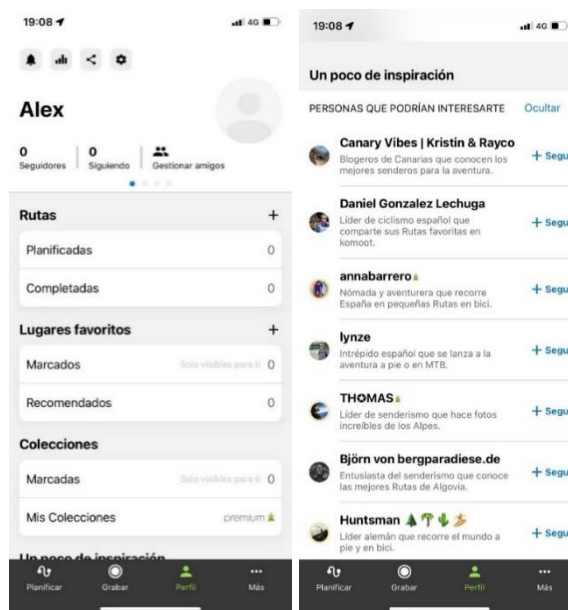 19:08
4G
Alex
0
Seguidores
0
Siguiendo
Gestionar amigos
Rutas +
Planificadas 0
Completadas 0
Lugares favoritos +
Marcados Solo visibles para ti 0
Recomendados 0
Colecciones
Marcadas Solo visibles para ti 0
Mis Colecciones premium
Un poco de inspiración
Planificar Grabar Perfil Más
19:08
4G
Un poco de inspiración
PERSONAS QUE PODRÍAN INTERESARTE Ocultar
Canary Vibes | Kristin & Rayco
Blogeros de Canarias que conocen los
mejores senderos para la aventura.
+ Segu
Daniel Gonzalez Lechuga
Líder de ciclismo español que
comparte sus Rutas favoritas en
komoot.
+ Segu
annabarrero
Nómada y aventurera que recorre
España en pequeñas Rutas en bici.
+ Segu
lynze
Intrépido español que se lanza a la
aventura a pie o en MTB.
+ Segu
THOMAS
Líder de senderismo que hace fotos
increíbles de los Alpes.
+ Segu
Björn von bergparadiese.de
Entusiasta del senderismo que conoce
las mejores Rutas de Algovia.
+ Segu
Huntsman
Líder alemán que recorre el mundo a
pie y en bici.
+ Segu
Planificar Grabar Perfil Más